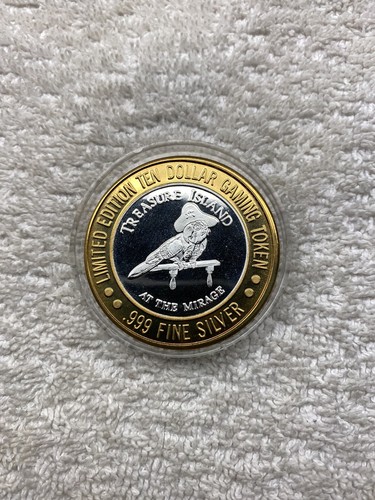 LIMITED EDITION TEN DOLLAR GAMING TOKEN
TREASURE ISLAND
AT THE MIRAGE
.999 FINE SILVER